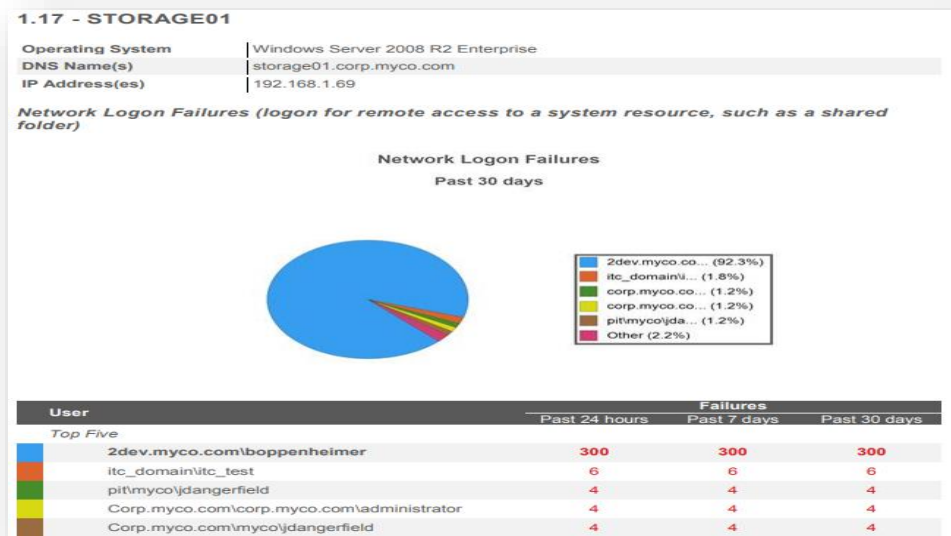 1.17 - STORAGE01
Operating System Windows Server 2008 R2 Enterprise
DNS Name(s) storage01.corp.myco.com
IP Address(es) 192.168.1.69
Network Logon Failures (logon for remote access to a system resource, such as a shared
folder)
Network Logon Failures
Past 30 days
2dev.myco.co... (92.3%)
itc_domain\i... (1.8%)
corp.myco.co... (1.2%)
corp.myco.co... (1.2%)
pit\myco\jda... (1.2%)
Other (2.2%)
User Failures
Past 24 hours Past 7 days Past 30 days
Top Five
2dev.myco.com\boppenheimer 300 300 300
itc_domain\itc_test 6 6 6
pit\myco\jdangerfield 4 4 4
Corp.myco.com\corp.myco.com\administrator 4 4 4
Corp.myco.com\myco\jdangerfield 4 4 4